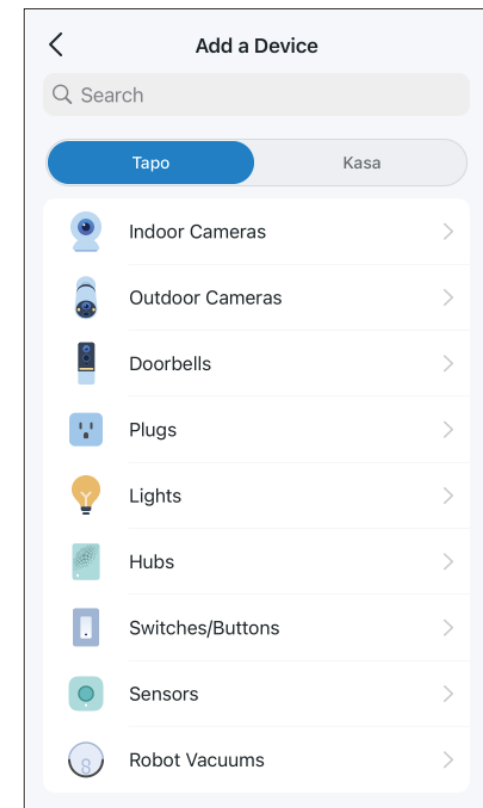 Add a Device
Search
Tapo Kasa
Indoor Cameras
Outdoor Cameras
Doorbells
Plugs
Lights
Hubs
Switches/Buttons
Sensors
Robot Vacuums